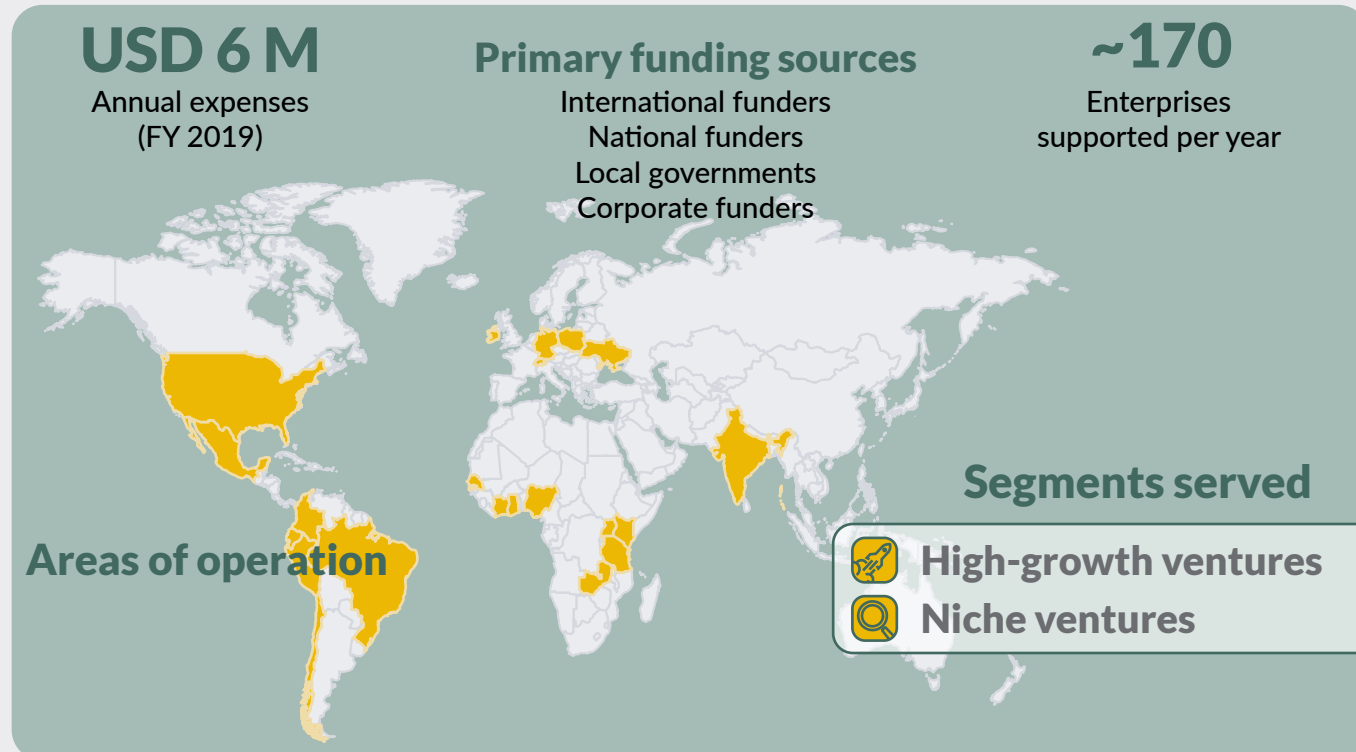 USD 6 M
Annual expenses
(FY 2019)
Primary funding sources
International funders
National funders
Local governments
Corporate funders
~170
Enterprises
supported per year
Areas of operation
Segments served
High-growth ventures
Niche ventures